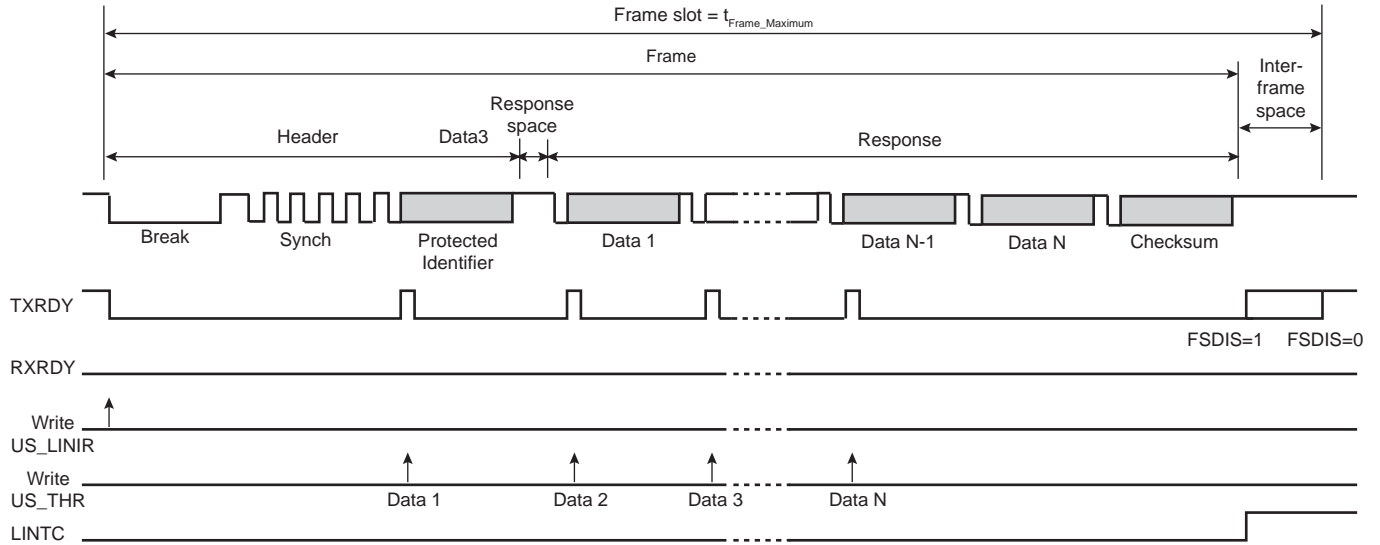 Frame slot = tFrame_Maximum
Frame
Inter-
frame
space
Response
space
Header
Data3
Response
Break
Synch
Protected
Identifier
Data 1
Data N-1
Data N
Checksum
TXRDY
FSDIS=1
FSDIS=0
RXRDY
Write
US_LINIR
Write
US_THR
Data 1
Data 2
Data 3
Data N
LINTC